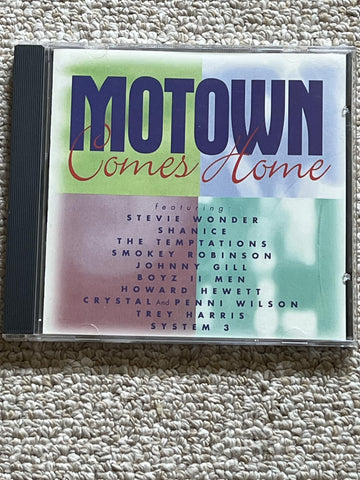 MOTOWN
Comes Home
featuring:
STEVIE WONDER
SHANICE
THE TEMPTATIONS
SMOKEY ROBINSON
JOHNNY GILL
BOYZ II MEN
HOWARD HEWETT
CRYSTAL And PENNI WILSON
TREY HARRIS
SYSTEM 3